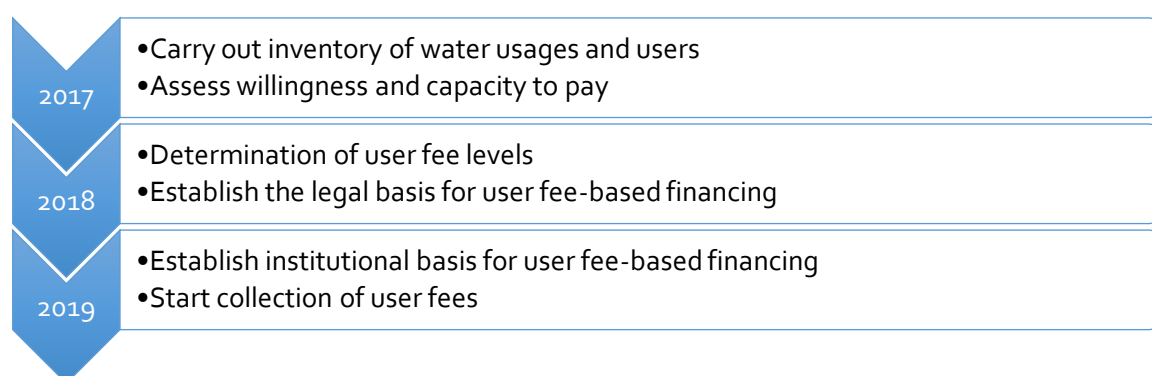 2017
•Carry out inventory of water usages and users
•Assess willingness and capacity to pay
2018
•Determination of user fee levels
•Establish the legal basis for user fee-based financing
2019
•Establish institutional basis for user fee-based financing
•Start collection of user fees